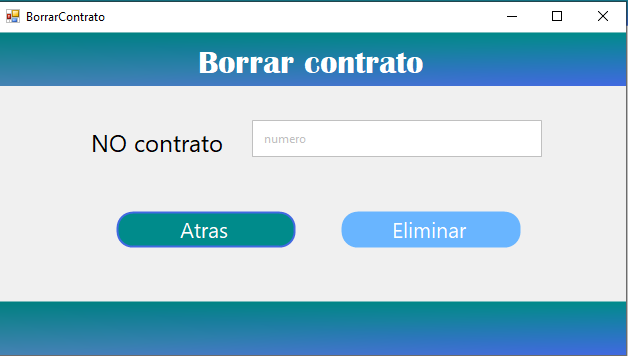 BorrarContrato
Borrar contrato
NO contrato
numero
Atras
Eliminar